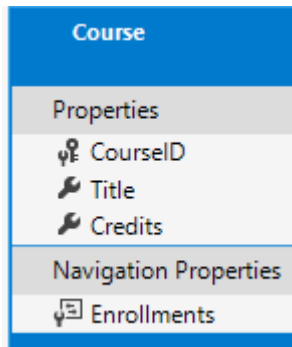 Course
Properties
CourseID
Title
Credits
Navigation Properties
Enrollments